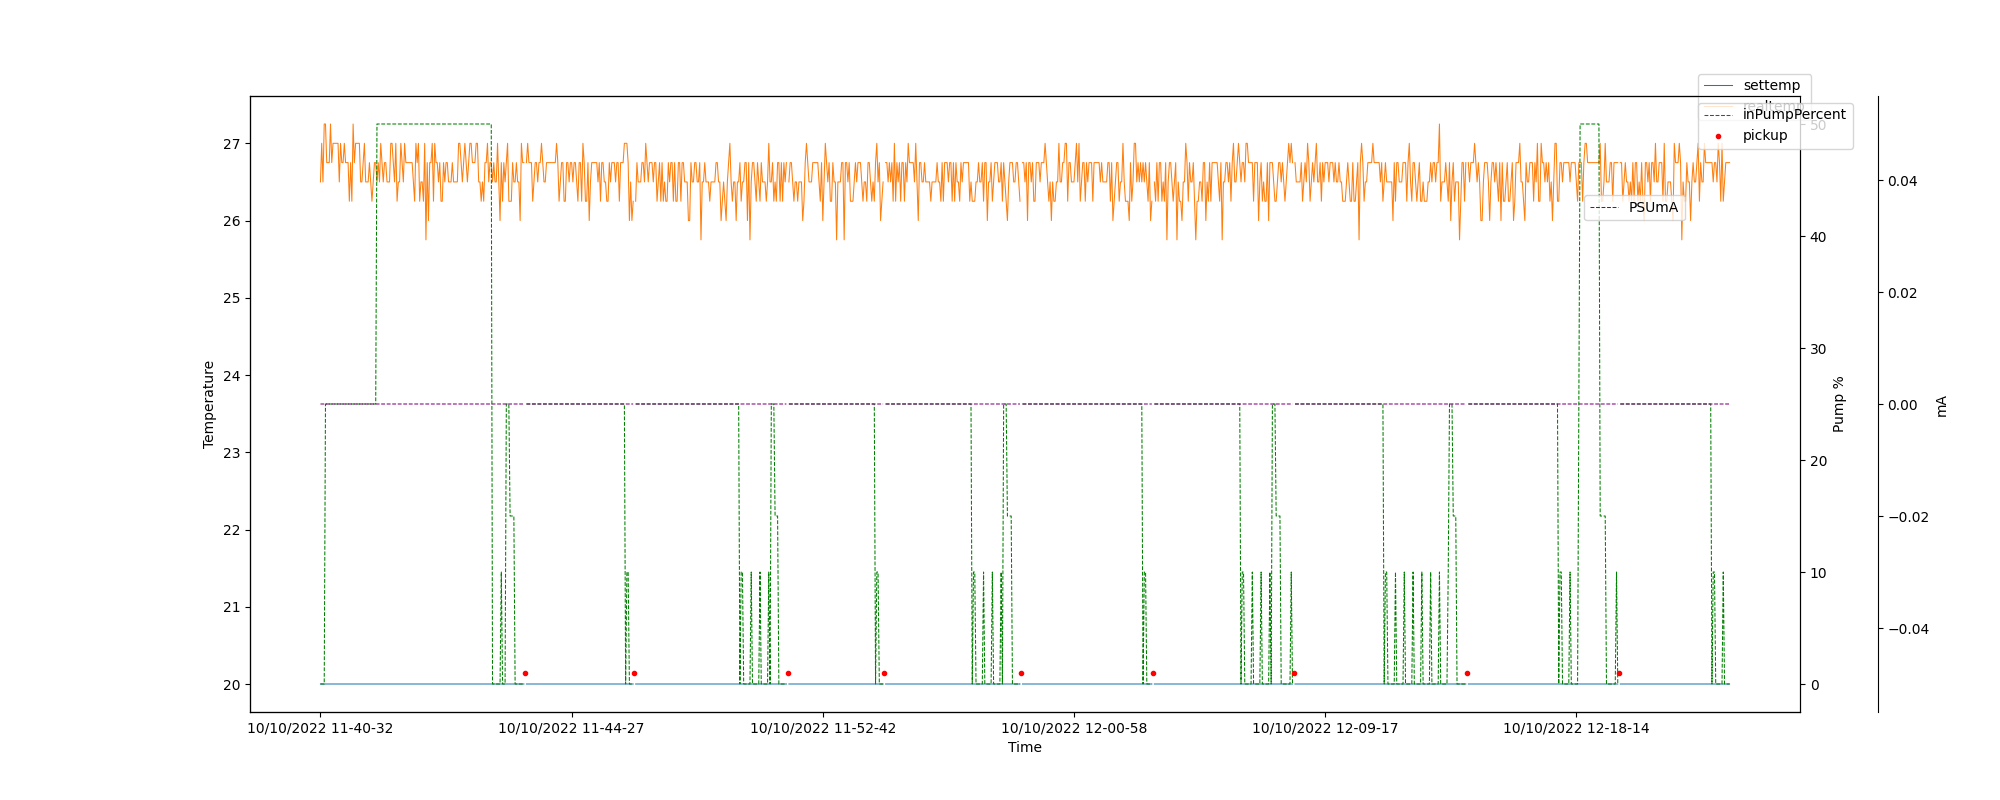 settemp
realtemp
inPumpPercent
pickup
PSUmA
27
26
25
24
23
22
21
20
Temperature
50
40
30
20
10
0
Pump %
0.04
0.02
0.00
−0.02
−0.04
mA
10/10/2022 11-40-32
10/10/2022 11-44-27
10/10/2022 11-52-42
10/10/2022 12-00-58
10/10/2022 12-09-17
10/10/2022 12-18-14
Time